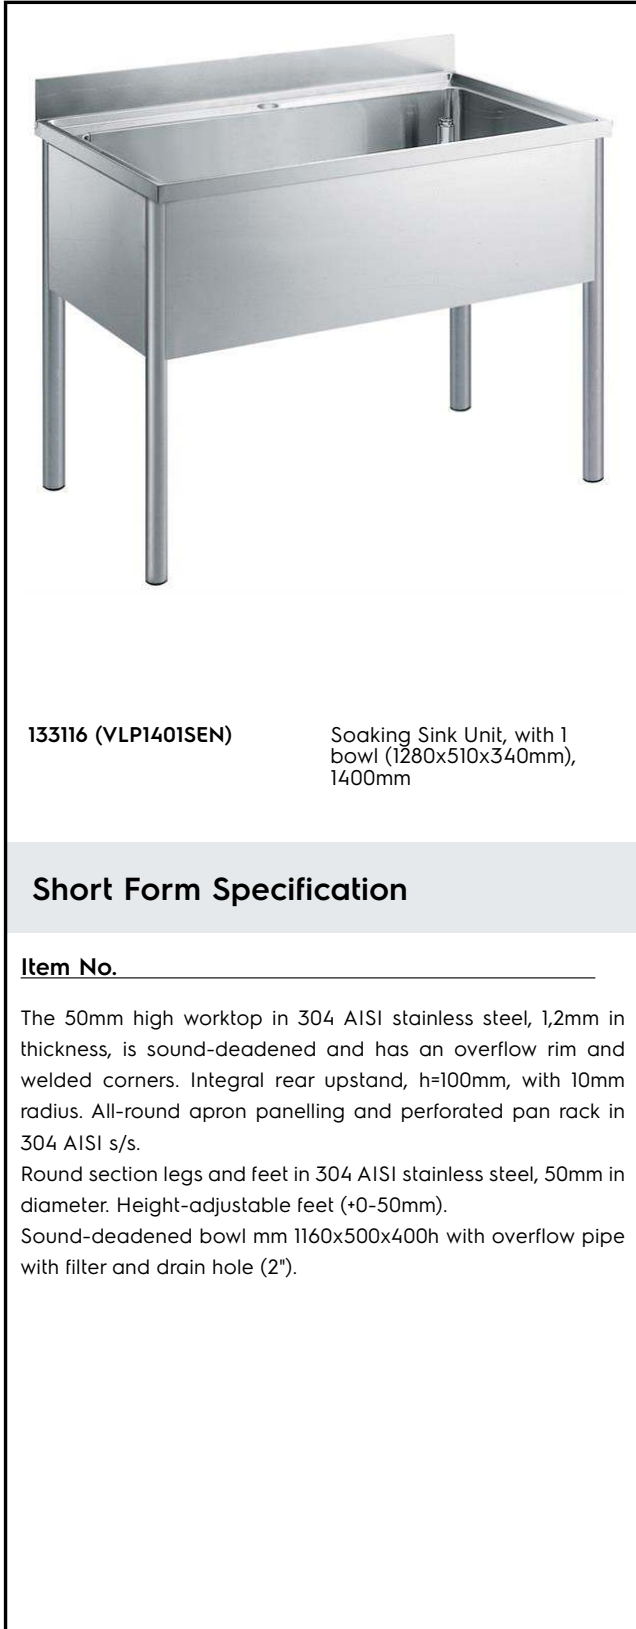 133116 (VLP1401SEN)
Soaking Sink Unit, with 1
bowl (1280x510x340mm),
1400mm
Short Form Specification
Item No.
The 50mm high worktop in 304 AISI stainless steel, 1,2mm in
thickness, is sound-deadened and has an overflow rim and
welded corners. Integral rear upstand, h=100mm, with 10mm
radius. All-round apron panelling and perforated pan rack in
304 AISI s/s.
Round section legs and feet in 304 AISI stainless steel, 50mm in
diameter. Height-adjustable feet (+0-50mm).
Sound-deadened bowl mm 1160x500x400h with overflow pipe
with filter and drain hole (2").